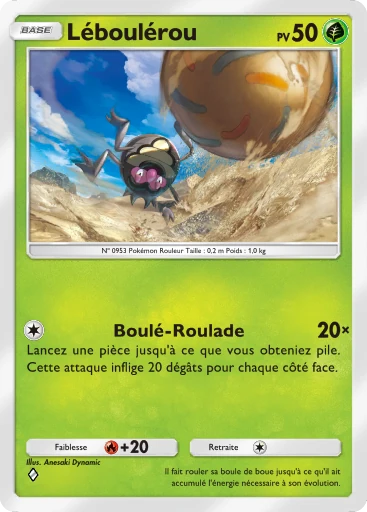 BASE Léboulérou PV 50
N° 0953 Pokémon Rouleur Taille : 0,2 m Poids : 1,0 kg
Boulé-Roulade 20×
Lancez une pièce jusqu'à ce que vous obteniez pile.
Cette attaque inflige 20 dégâts pour chaque côté face.
Faiblesse +20 Retraite
Illus. Anesaki Dynamic
Il fait rouler sa boule de boue jusqu'à ce qu'il ait
accumulé l'énergie nécessaire à son évolution.